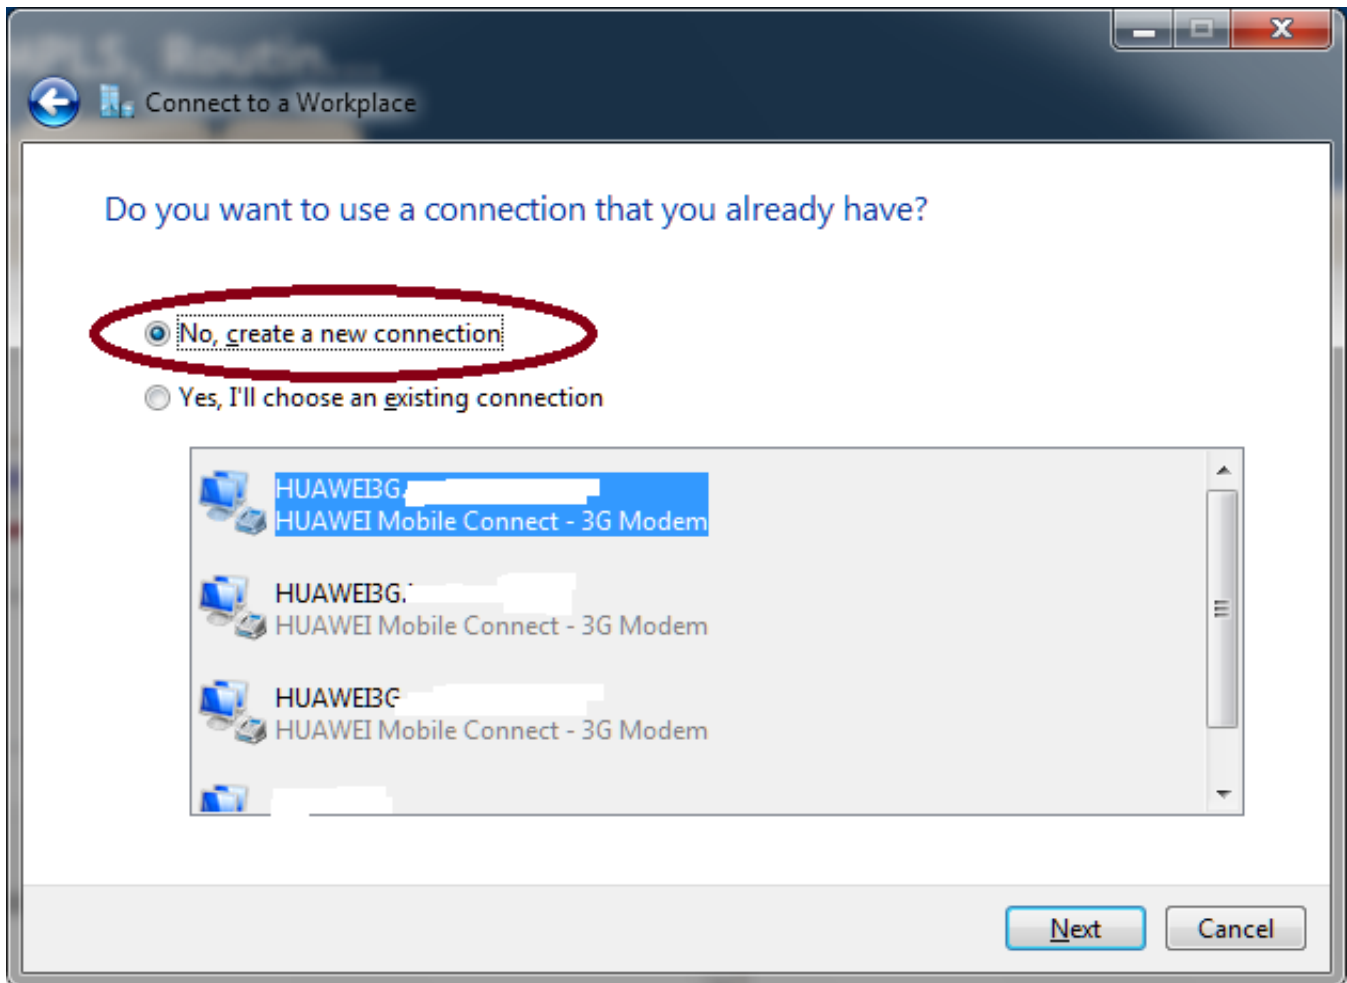 Connect to a Workplace
Do you want to use a connection that you already have?
No, create a new connection
Yes, I'll choose an existing connection
HUAWEI3G.
HUAWEI Mobile Connect - 3G Modem
HUAWEI3G.
HUAWEI Mobile Connect - 3G Modem
HUAWEI3G
HUAWEI Mobile Connect - 3G Modem
Next
Cancel